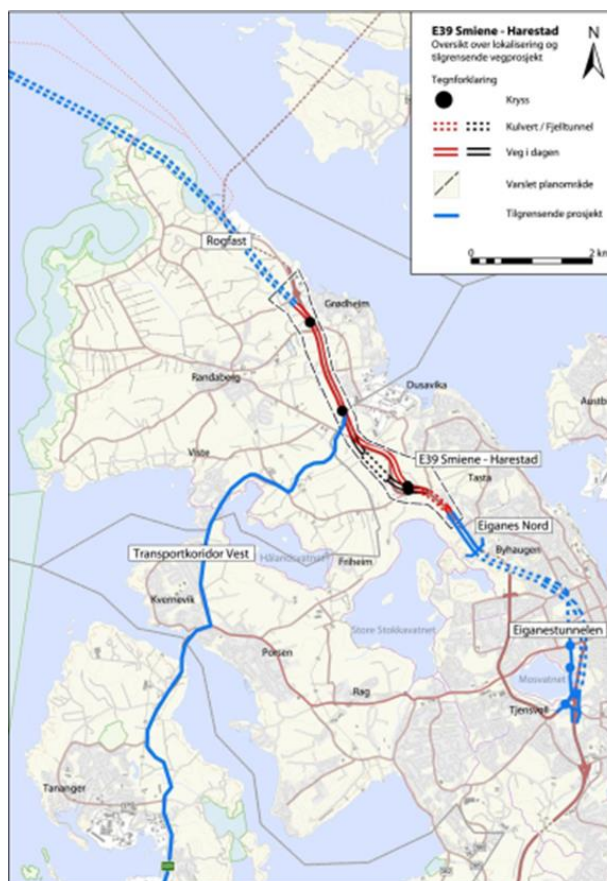 E39 Smiene - Harestad
Oversikt over lokalisering og
tilgrensende vegprosjekt
N
Tegnforklaring
Kryss
Kulvert / Fjelltunnel
Veg i dagen
Varslet planområde
Tilgrensende prosjekt
0 2 km
Rogfast
Grødheim
Randaberg
Dusavika
Viste
E39 Smiene - Harestad
Tasta
Eiganes Nord
Byhaugen
Transportkoridor Vest
Hålandsvatnet
Friheim
Kvernevik
Store Stokkavatnet
Eiganestunnelen
Mosvatnet
Rag
Tjensvoll
Tananger